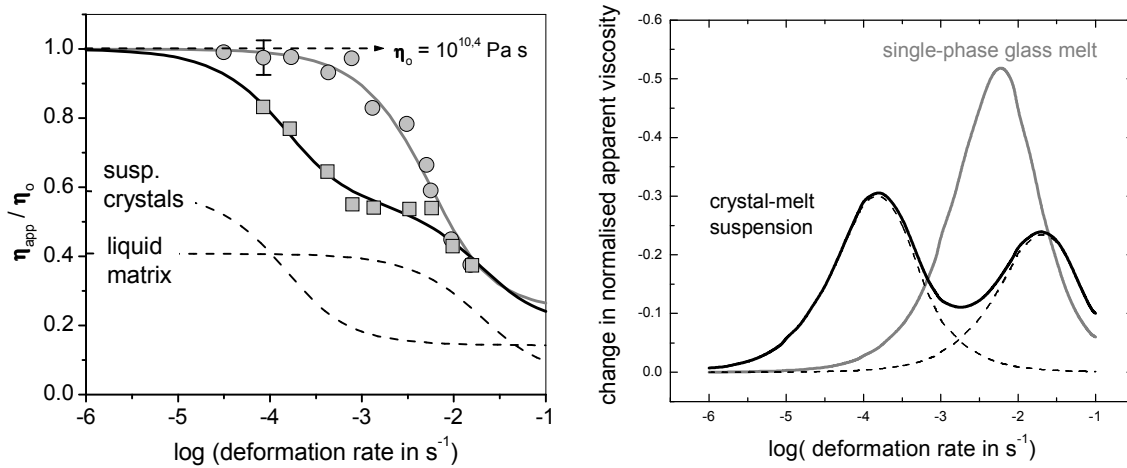 1.0
0.8
0.6
0.4
0.2
0.0
η_app / η_o
η_o = 10^10,4 Pa s
susp.
crystals
liquid
matrix
-6 -5 -4 -3 -2 -1
log (deformation rate in s^-1)
-0.6
-0.5
-0.4
-0.3
-0.2
-0.1
0.0
change in normalised apparent viscosity
single-phase glass melt
crystal-melt
suspension
-6 -5 -4 -3 -2 -1
log( deformation rate in s^-1)